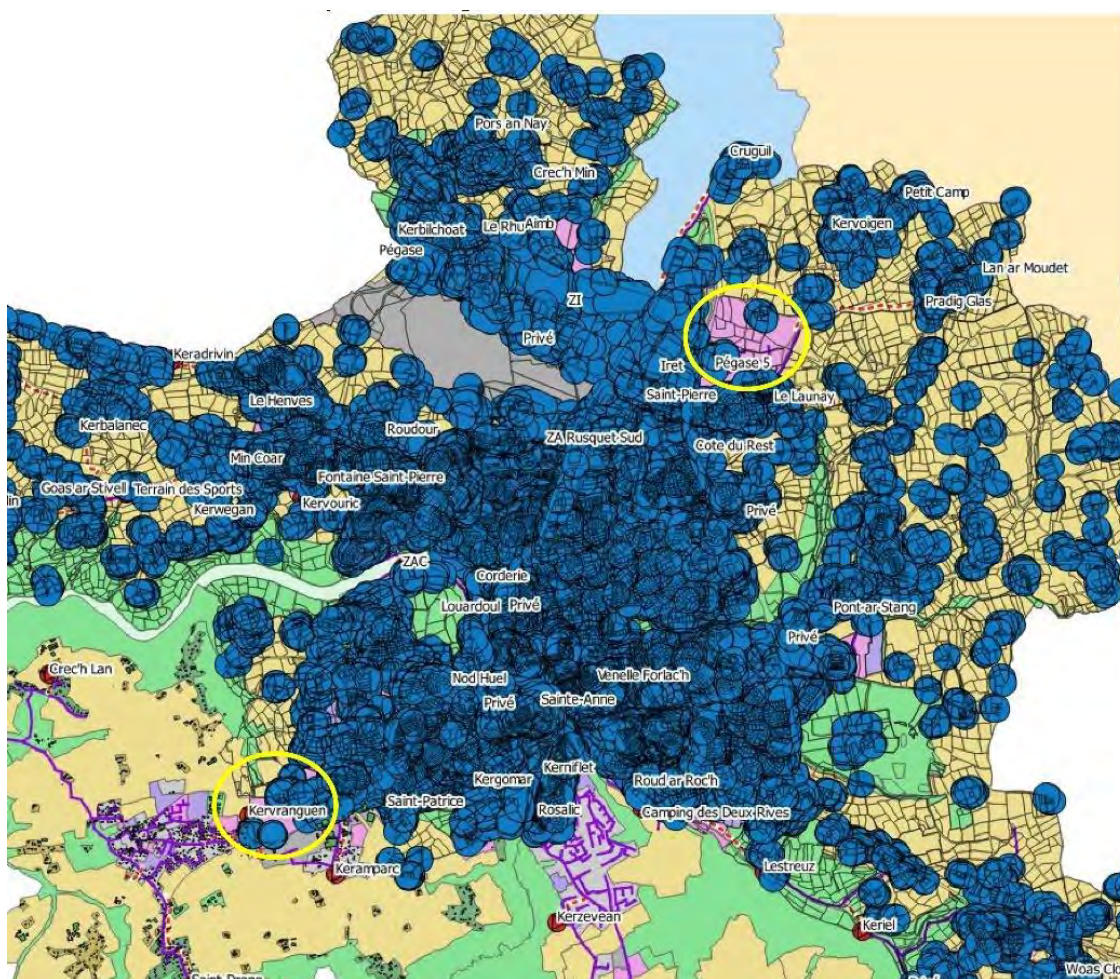 Pors an Nay
Cruguil
Crec'h Min
Petit Camp
Kerbilchoat
Le Rhu
Aimb
Kervoigen
Pégase
Lan ar Moudet
ZI
Pradig Glas
Privé
Keradrivin
Iret
Pégase 5
Saint-Pierre
Le Launay
Le Henves
Kerbalanec
Roudour
ZA Rusquet-Sud
Cote du Rest
Min Coar
Fontaine Saint-Pierre
Goas ar Stivell
Terrain des Sports
Kervouric
Kerwegan
Privé
ZAC
Corderie
Louardoul
Privé
Pont-ar-Stang
Privé
Crec'h Lan
Nod Huel
Venelle Forlac'h
Privé
Sainte-Anne
Kerniflet
Kergomar
Roud ar Roc'h
Saint-Patrice
Rosalic
Camping des Deux Rives
Kervranguen
Keramparc
Lestreuz
Kerzevean
Keriel